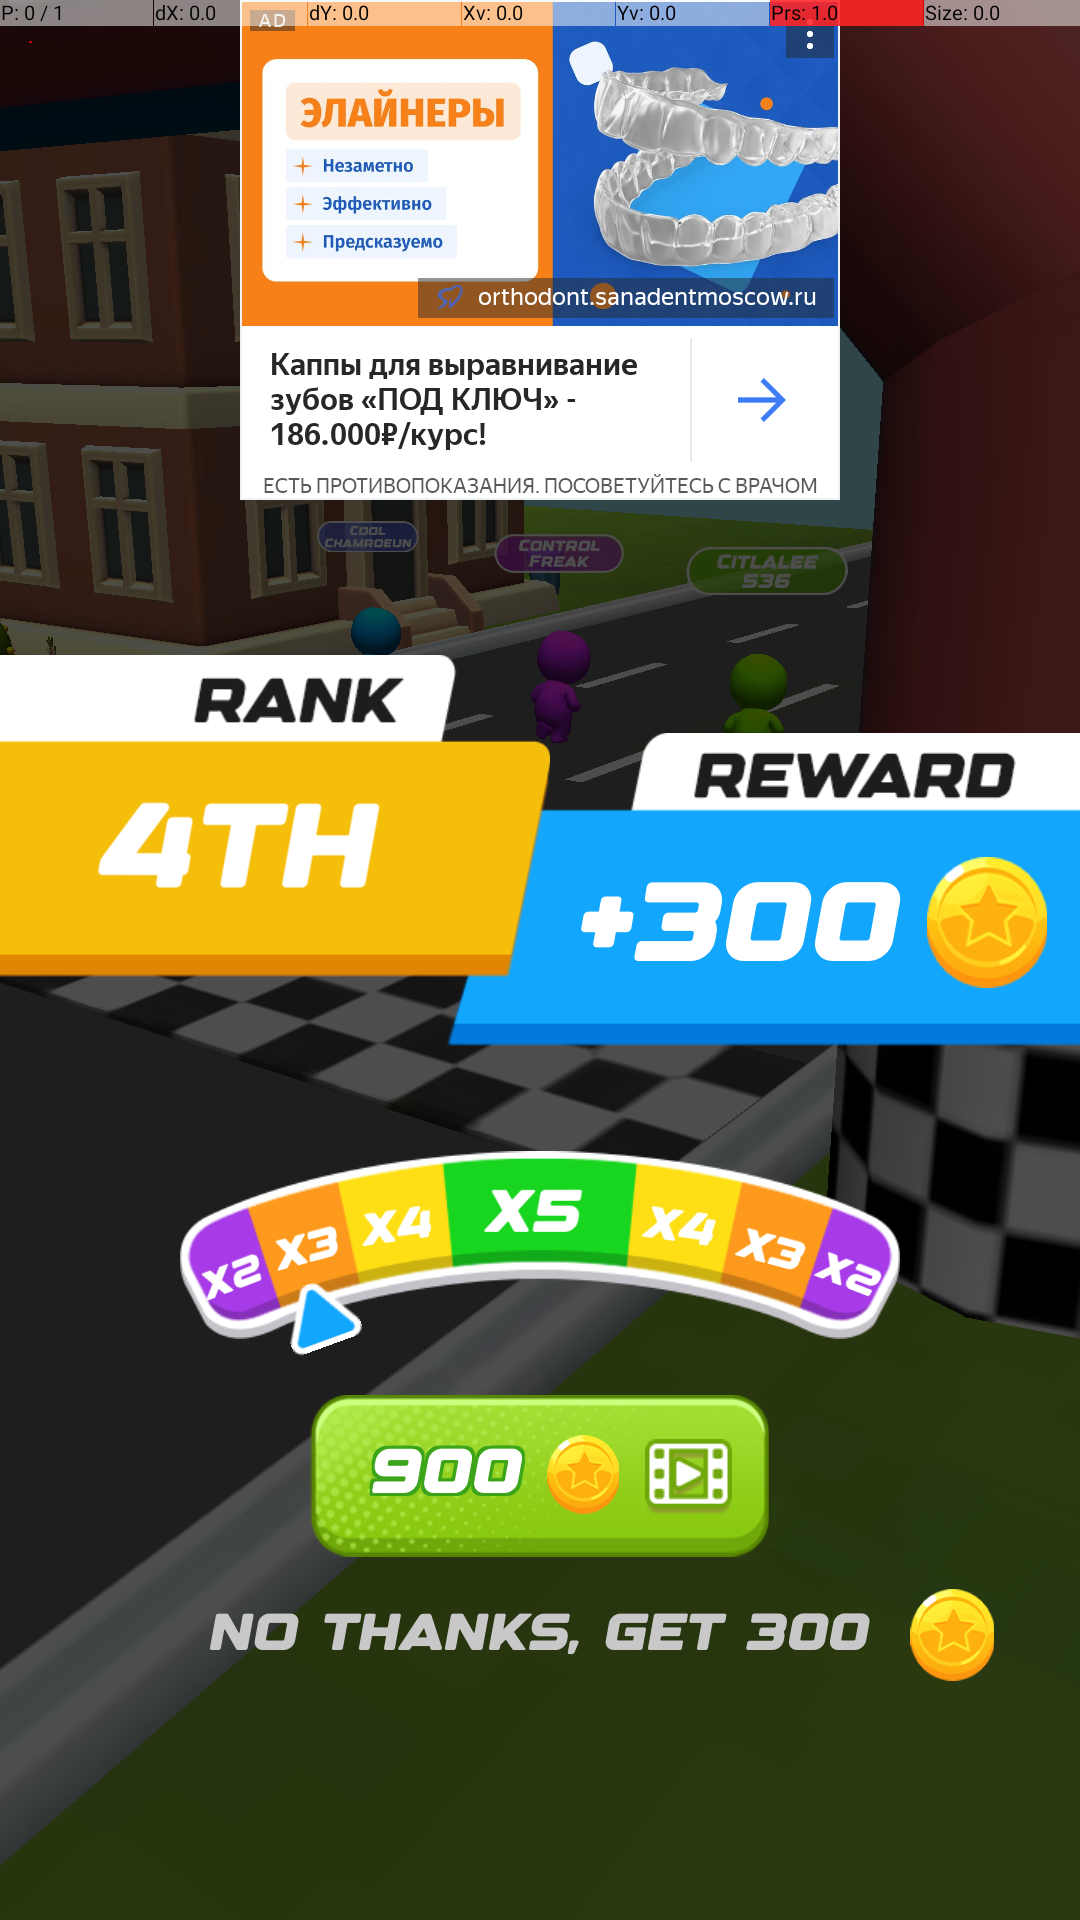 P: 0 / 1
dX: 0.0
dY: 0.0
Xv: 0.0
Yv: 0.0
Prs: 1.0
Size: 0.0
AD
ЭЛАЙНЕРЫ
Незаметно
Эффективно
Предсказуемо
orthodont.sanadentmoscow.ru
Каппы для выравнивание
зубов «ПОД КЛЮЧ» -
186.000₽/курс!
ЕСТЬ ПРОТИВОПОКАЗАНИЯ. ПОСОВЕТУЙТЕСЬ С ВРАЧОМ
COOL
CHAMROEUN
CONTROL
FREAK
CITLALEE
536
RANK
4TH
REWARD
+300
X2
X3
X4
X5
X4
X3
X2
900
NO THANKS, GET 300